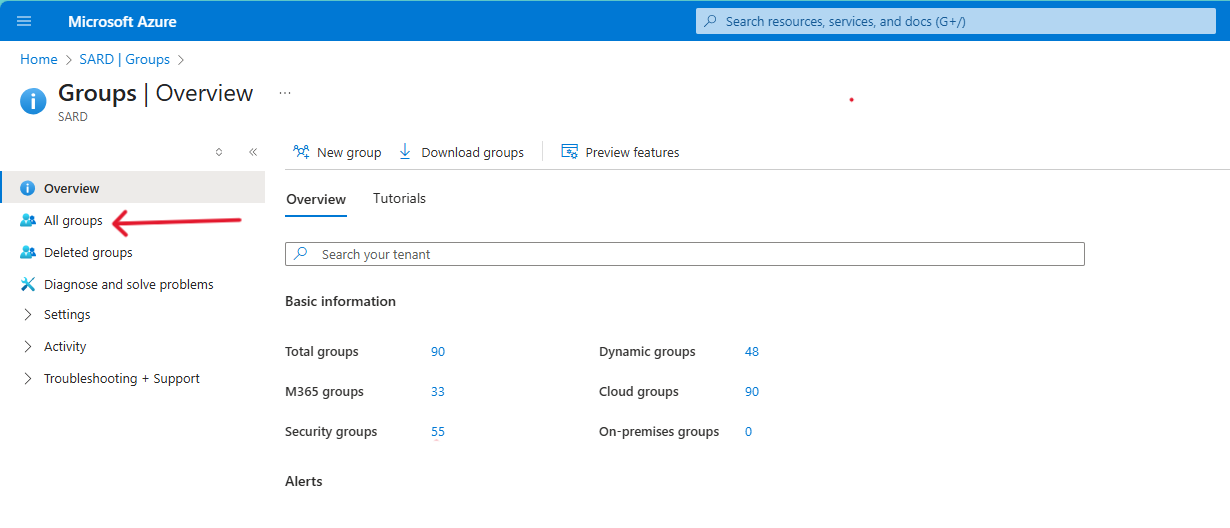 Microsoft Azure
Search resources, services, and docs (G+/)
Home > SARD | Groups >
Groups | Overview ...
SARD
New group
Download groups
Preview features
Overview
All groups
Deleted groups
Diagnose and solve problems
Settings
Activity
Troubleshooting + Support
Overview
Tutorials
Search your tenant
Basic information
Total groups 90
Dynamic groups 48
M365 groups 33
Cloud groups 90
Security groups 55
On-premises groups 0
Alerts